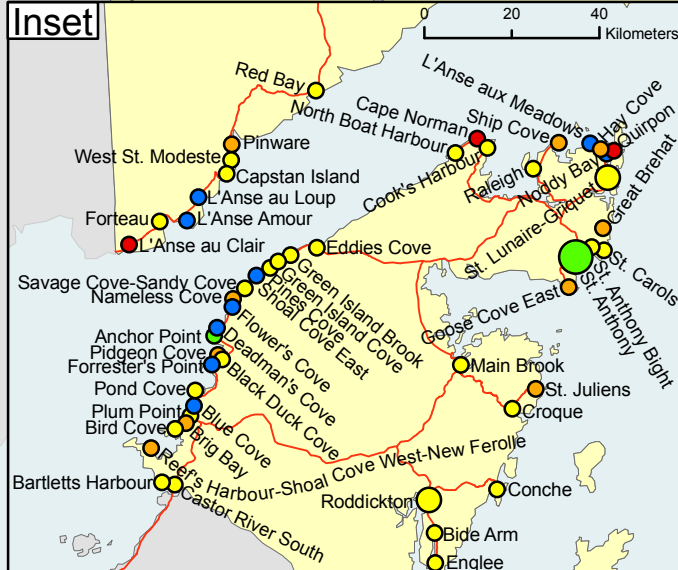 Inset
0 20 40
Kilometers
Red Bay
L'Anse aux Meadows
Hay Cove
Cape Norman
Ship Cove
Quirpon
North Boat Harbour
Pinware
West St. Modeste
Cook's Harbour
Raleigh
Noddy Bay
Capstan Island
Great Brehat
L'Anse au Loup
St. Lunaire-Griquet
Forteau
L'Anse Amour
L'Anse au Clair
Eddies Cove
St. Carols
Green Island Brook
St. Anthony Bight
Savage Cove-Sandy Cove
Green Island Cove
St. Anthony
Nameless Cove
Pines Cove
Goose Cove East
Shoal Cove East
Anchor Point
Flower's Cove
Pidgeon Cove
Deadman's Cove
Forrester's Point
Main Brook
Black Duck Cove
Pond Cove
St. Juliens
Plum Point
Blue Cove
Croque
Bird Cove
Brig Bay
Reef's Harbour-Shoal Cove West-New Ferolle
Bartletts Harbour
Castor River South
Roddickton
Conche
Bide Arm
Englee